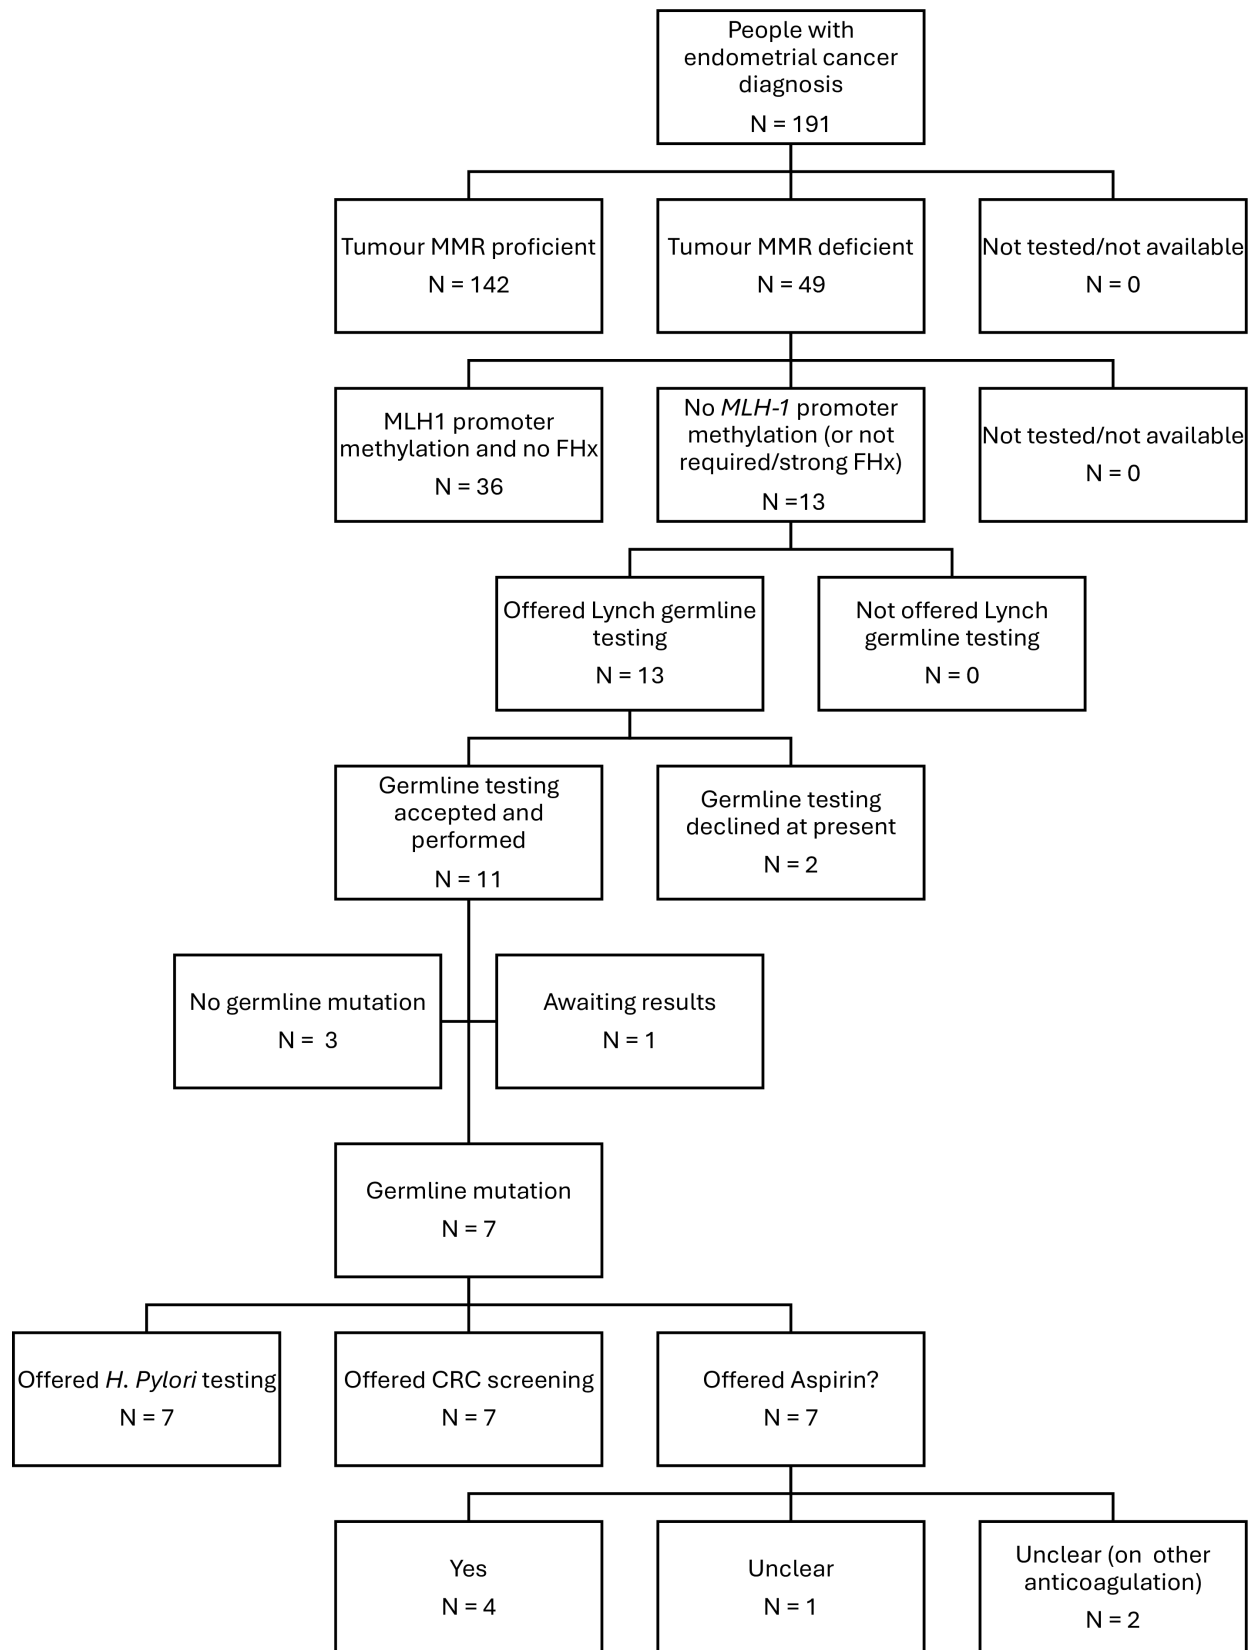 People with
endometrial cancer
diagnosis
N = 191
Tumour MMR proficient
N = 142
Tumour MMR deficient
N = 49
Not tested/not available
N = 0
MLH1 promoter
methylation and no FHx
N = 36
No MLH-1 promoter
methylation (or not
required/strong FHx)
N =13
Not tested/not available
N = 0
Offered Lynch germline
testing
N = 13
Not offered Lynch
germline testing
N = 0
Germline testing
accepted and
performed
N = 11
Germline testing
declined at present
N = 2
No germline mutation
N =  3
Awaiting results
N = 1
Germline mutation
N = 7
Offered H. Pylori testing
N = 7
Offered CRC screening
N = 7
Offered Aspirin?
N = 7
Yes
N = 4
Unclear
N = 1
Unclear (on  other
anticoagulation)
N = 2